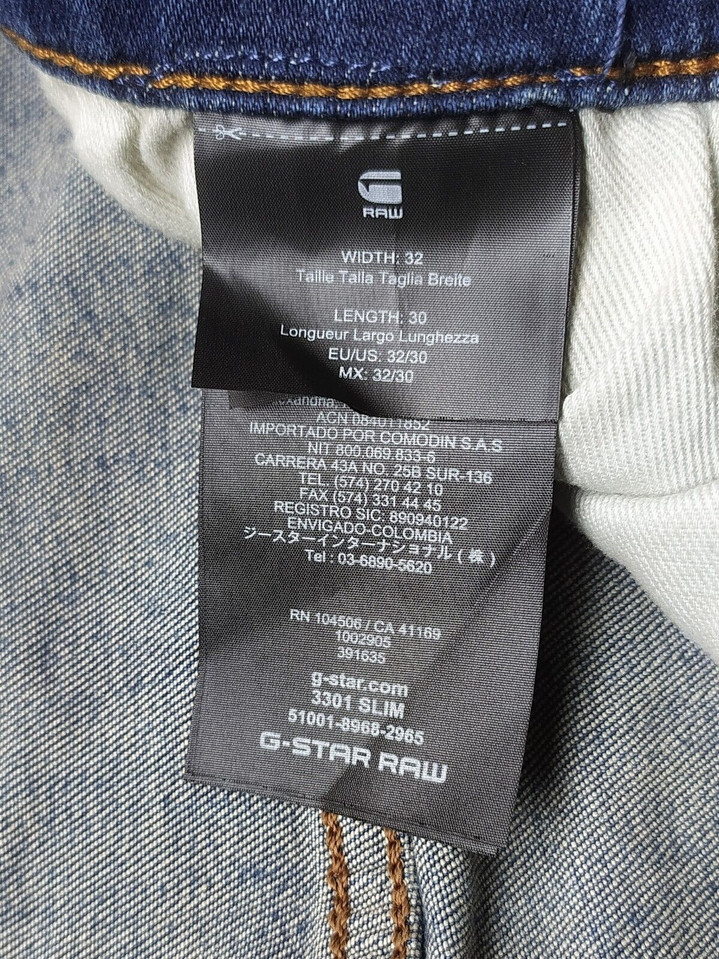 RAW
WIDTH: 32
Taille Talla Taglia Breite
LENGTH: 30
Longueur Largo Lunghezza
EU/US: 32/30
MX: 32/30
ACN 084011852
IMPORTADO POR COMODIN S.A.S
NIT 800.069.833-6
CARRERA 43A NO. 25B SUR-136
TEL. (574) 270 42 10
FAX (574) 331 44 45
REGISTRO SIC: 890940122
ENVIGADO-COLOMBIA
ジースターインターナショナル(株)
Tel : 03-6890-5620
RN 104506 / CA 41169
1002905
391635
g-star.com
3301 SLIM
51001-8968-2965
G-STAR RAW